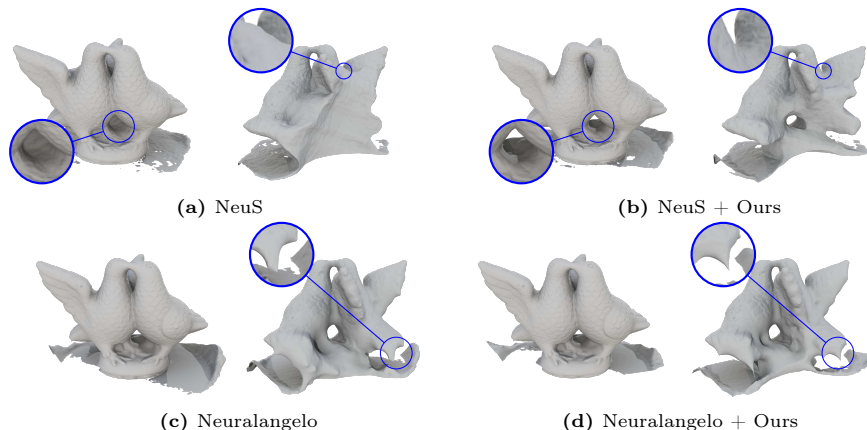 (a) NeuS
(b) NeuS + Ours
(c) Neuralangelo
(d) Neuralangelo + Ours